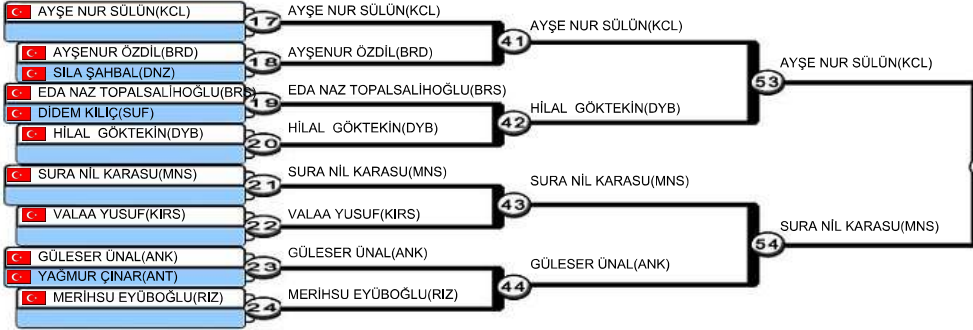 AYŞE NUR SÜLÜN(KCL)
17
AYŞE NUR SÜLÜN(KCL)
AYŞENUR ÖZDİL(BRD)
SILA ŞAHBAL(DNZ)
18
AYŞENUR ÖZDİL(BRD)
41
AYŞE NUR SÜLÜN(KCL)
EDA NAZ TOPALSALİHOĞLU(BRS
DİDEM KILIÇ(SUF)
19
EDA NAZ TOPALSALİHOĞLU(BRS)
HİLAL GÖKTEKİN(DYB)
20
HİLAL GÖKTEKİN(DYB)
42
HİLAL GÖKTEKİN(DYB)
53
AYŞE NUR SÜLÜN(KCL)
SURA NİL KARASU(MNS)
21
SURA NİL KARASU(MNS)
VALAA YUSUF(KIRS)
22
VALAA YUSUF(KIRS)
43
SURA NİL KARASU(MNS)
GÜLESER ÜNAL(ANK)
YAĞMUR ÇINAR(ANT)
23
GÜLESER ÜNAL(ANK)
MERİHSU EYÜBOĞLU(RIZ)
24
MERİHSU EYÜBOĞLU(RIZ)
44
GÜLESER ÜNAL(ANK)
54
SURA NİL KARASU(MNS)